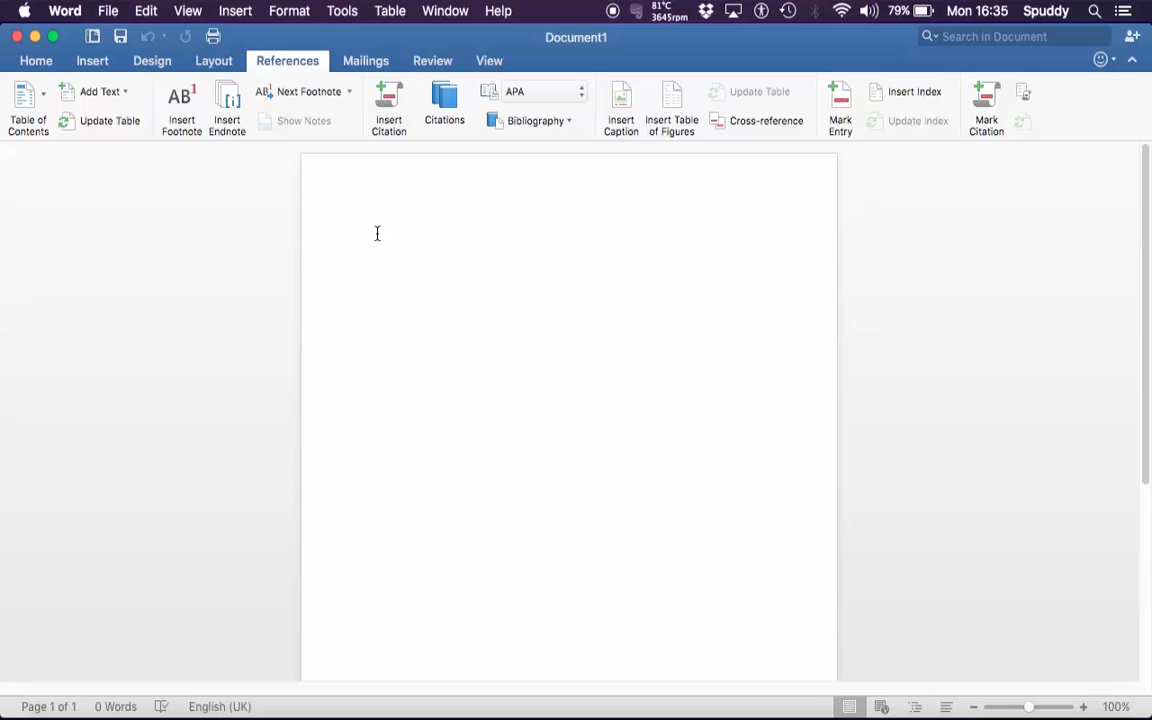 Word File Edit View Insert Format Tools Table Window Help 81°C 3645rpm 79% Mon 16:35 Spuddy
Document1
Search in Document
Home Insert Design Layout References Mailings Review View
Table of Contents
Add Text
Update Table
AB1 Insert Footnote
[i] Insert Endnote
AB1 Next Footnote
Show Notes
Insert Citation
Citations
APA
Bibliography
Insert Caption
Insert Table of Figures
Update Table
Cross-reference
Mark Entry
Insert Index
Update Index
Mark Citation
Page 1 of 1 0 Words English (UK) 100%